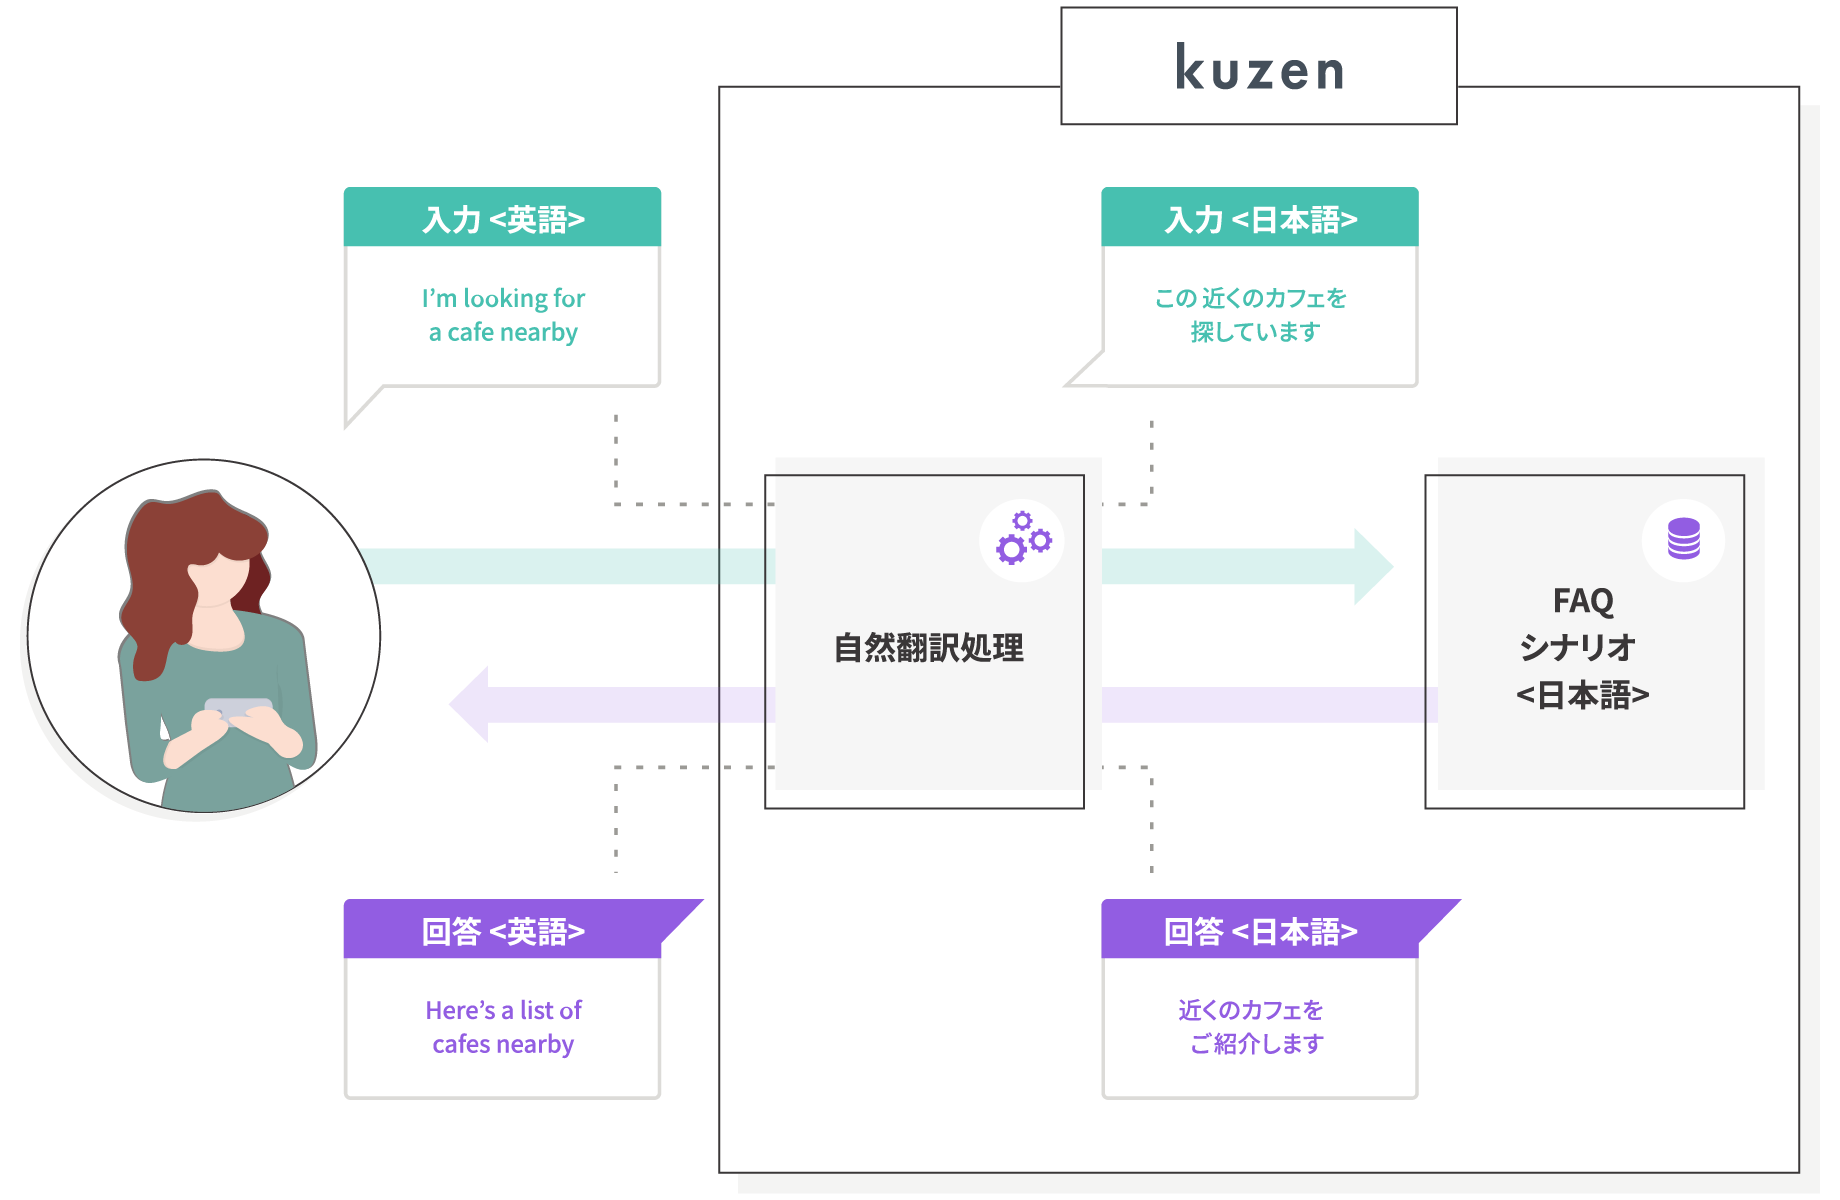 kuzen
入力 <英語>
I'm looking for
a cafe nearby
入力 <日本語>
この近くのカフェを
探しています
自然翻訳処理
FAQ
シナリオ
<日本語>
回答 <英語>
Here's a list of
cafes nearby
回答 <日本語>
近くのカフェを
ご紹介します